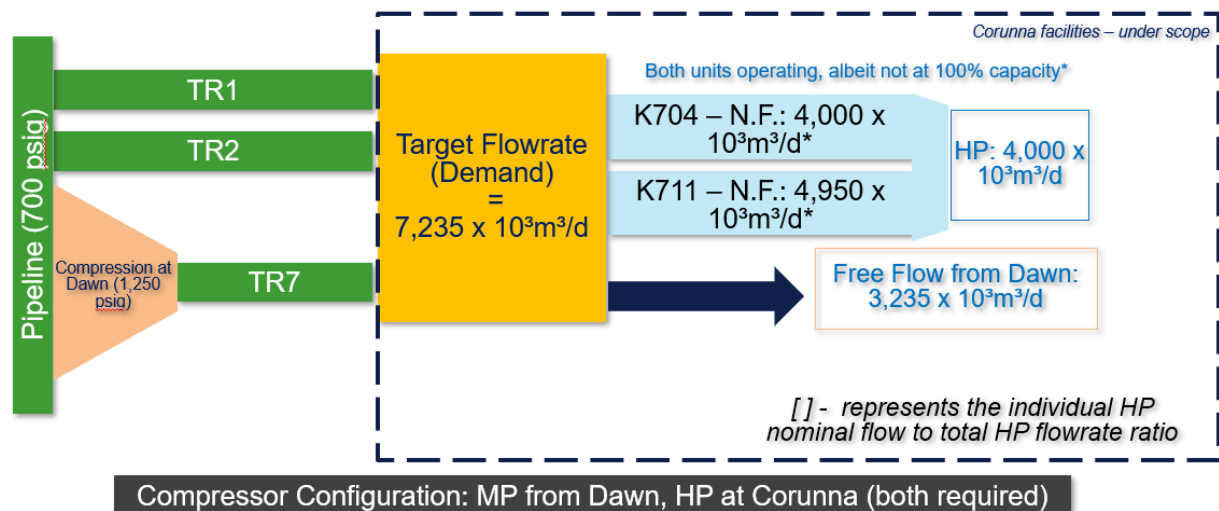 Corunna facilities – under scope
Pipeline (700 psig)
TR1
TR2
Compression at
Dawn (1,250
psig)
TR7
Target Flowrate
(Demand)
=
7,235 x 10³m³/d
Both units operating, albeit not at 100% capacity*
K704 – N.F.: 4,000 x
10³m³/d*
K711 – N.F.: 4,950 x
10³m³/d*
HP: 4,000 x
10³m³/d
Free Flow from Dawn:
3,235 x 10³m³/d
[ ] - represents the individual HP
nominal flow to total HP flowrate ratio
Compressor Configuration: MP from Dawn, HP at Corunna (both required)